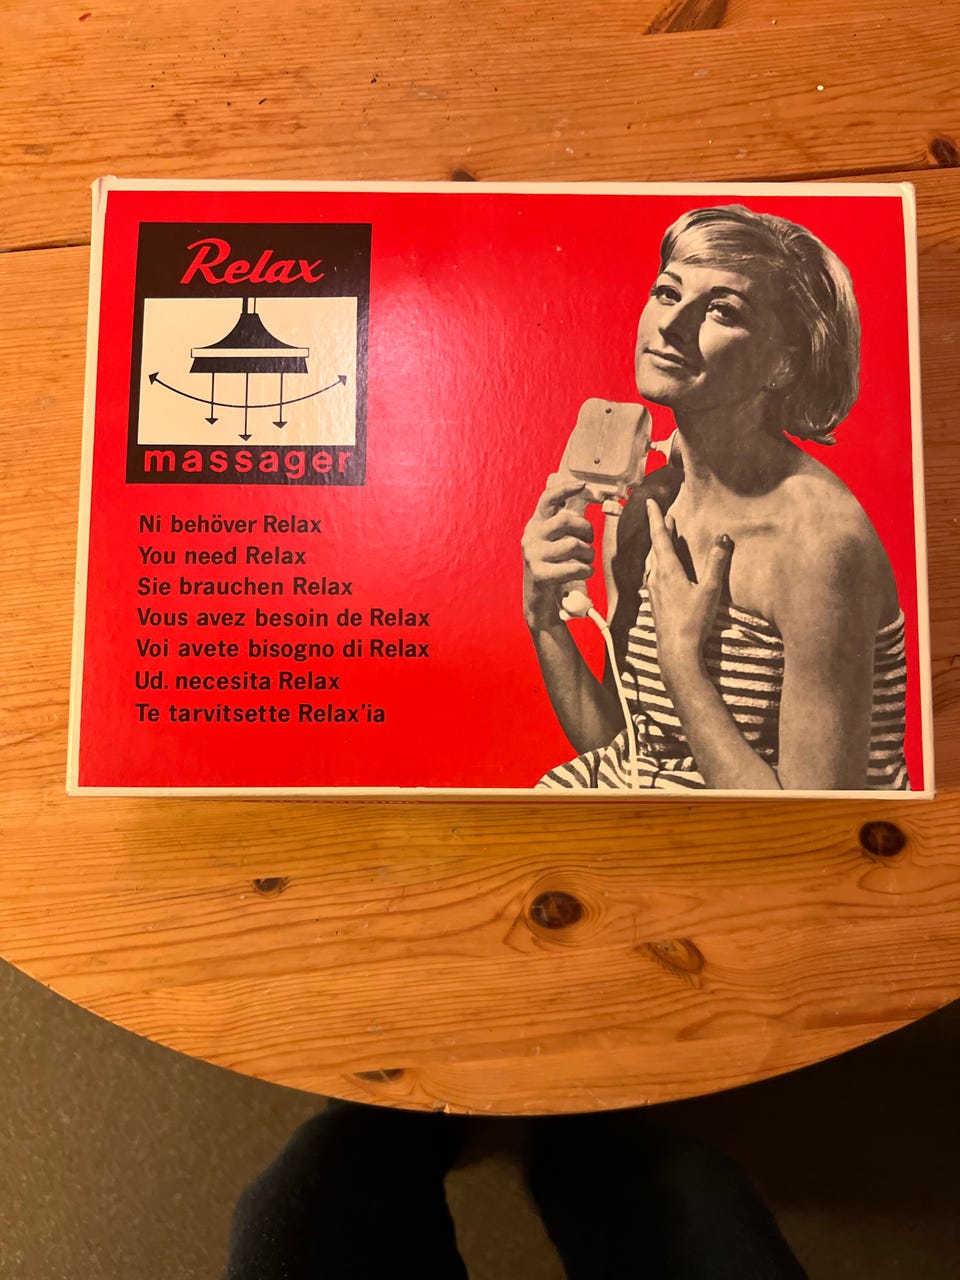 Relax
massager
Ni behöver Relax
You need Relax
Sie brauchen Relax
Vous avez besoin de Relax
Voi avete bisogno di Relax
Ud. necesita Relax
Te tarvitsette Relax’ia